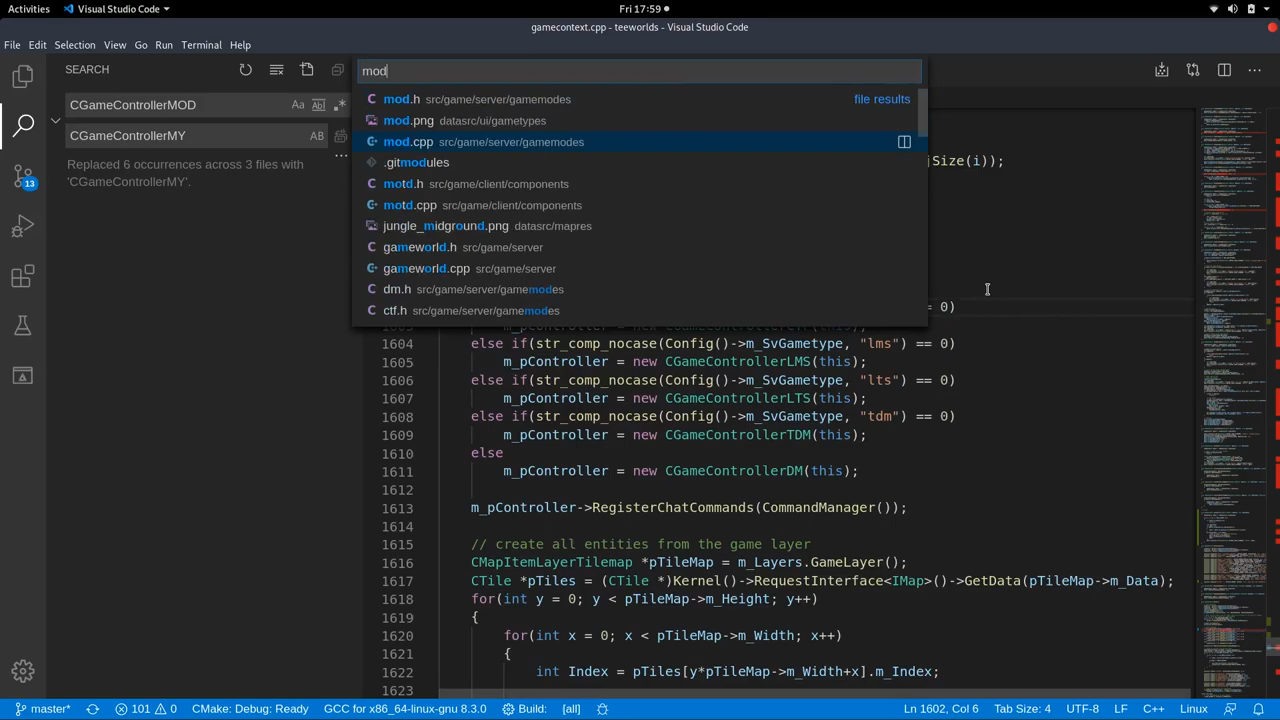 Activities Visual Studio Code Fri 17:59
gamecontext.cpp - teeworlds - Visual Studio Code
File Edit Selection View Go Run Terminal Help
SEARCH
CGameControllerMOD Aa Ab
CGameControllerMY AB
Replaced 6 occurrences across 3 files with
'CGameControllerMY'.
13
mod
mod.h src/game/server/gamemodes file results
mod.png datasrc/ui/gam
mod.cpp src/game/server/gamemodes
.gitmodules
motd.h src/game/client/components
motd.cpp src/game/client/components
jungle_mground.png datasrc/mapres
gameworld.h src/game/server
gameworld.cpp src/game/server
dm.h src/game/server/gamemodes
ctf.h src/game/server/gamemodes
Size(i));
= 0)
1604 else if(str_comp_nocase(Config()->m_SvGametype, "lms") == 0)
1605 m_pController = new CGameControllerLMS(this);
1606 else if(str_comp_nocase(Config()->m_SvGametype, "lts") == 0)
1607 m_pController = new CGameControllerLTS(this);
1608 else if(str_comp_nocase(Config()->m_SvGametype, "tdm") == 0)
1609 m_pController = new CGameControllerTDM(this);
1610 else
1611 m_pController = new CGameControllerDM(this);
1612
1613 m_pController->RegisterChatCommands(CommandManager());
1614
1615 // create all entities from the game layer
1616 CMapItemLayerTilemap *pTileMap = m_Layers.GameLayer();
1617 CTile *pTiles = (CTile *)Kernel()->RequestInterface<IMap>()->GetData(pTileMap->m_Data);
1618 for(int y = 0; y < pTileMap->m_Height; y++)
1619 {
1620 for(int x = 0; x < pTileMap->m_Width; x++)
1621 {
1622 int Index = pTiles[y*pTileMap->m_Width+x].m_Index;
1623
master* 101 0 CMake: [Debug]: Ready GCC for x86_64-linux-gnu 8.3.0 Build: [all] Ln 1602, Col 6 Tab Size: 4 UTF-8 LF C++ Linux